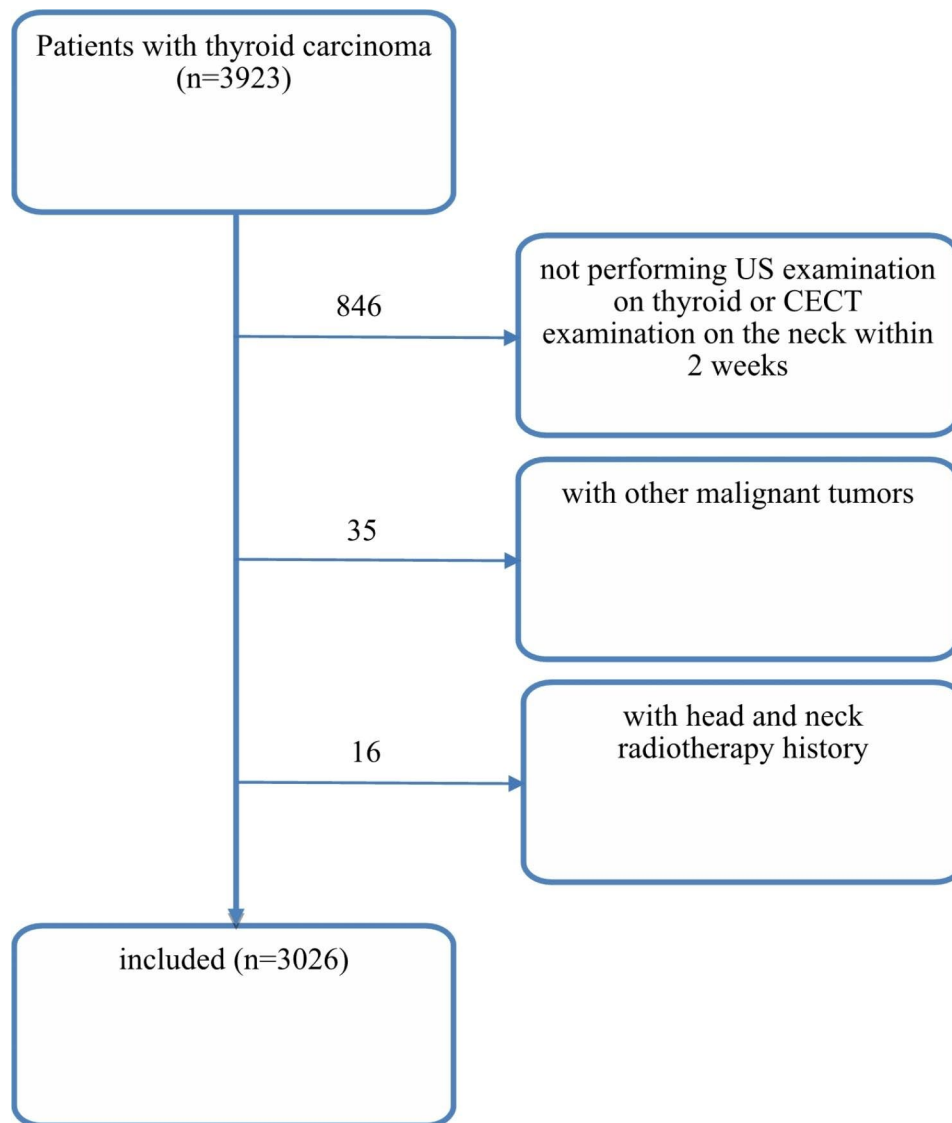 Patients with thyroid carcinoma
(n=3923)
846
not performing US examination
on thyroid or CECT
examination on the neck within
2 weeks
35
with other malignant tumors
16
with head and neck
radiotherapy history
included (n=3026)